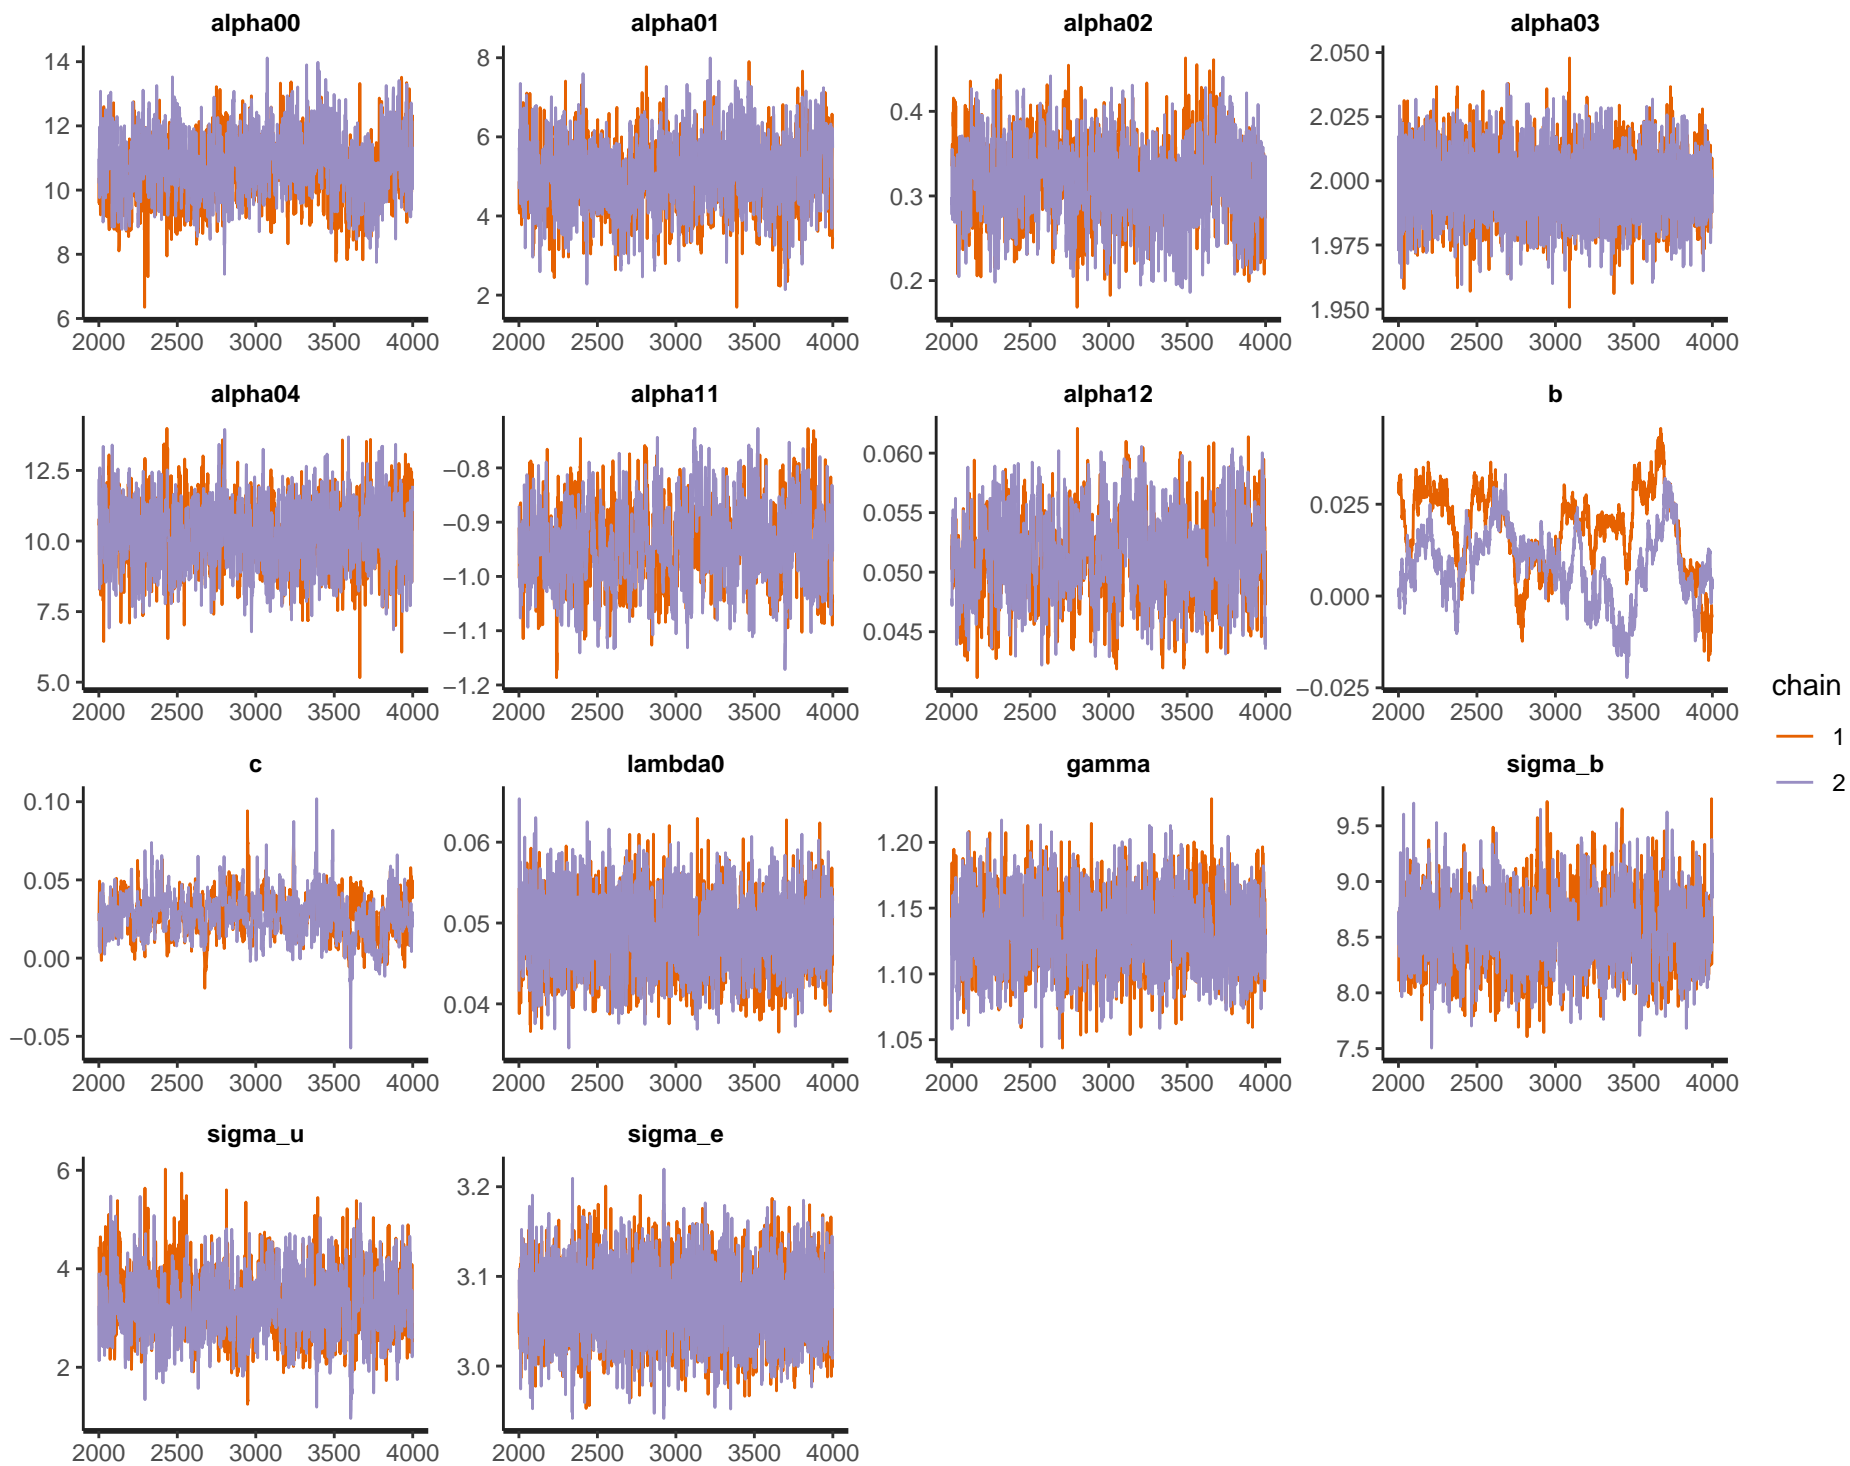 alpha00 alpha01 alpha02 alpha03
14 12 10 8 6
8 6 4 2
0.4 0.3 0.2
2.050 2.025 2.000 1.975 1.950
2000 2500 3000 3500 4000 2000 2500 3000 3500 4000 2000 2500 3000 3500 4000 2000 2500 3000 3500 4000
alpha04 alpha11 alpha12 b
12.5 10.0 7.5 5.0
−0.8 −0.9 −1.0 −1.1 −1.2
0.060 0.055 0.050 0.045
0.025 0.000 −0.025
2000 2500 3000 3500 4000 2000 2500 3000 3500 4000 2000 2500 3000 3500 4000 2000 2500 3000 3500 4000
chain
1
2
c lambda0 gamma sigma_b
0.10 0.05 0.00 −0.05
0.06 0.05 0.04
1.20 1.15 1.10 1.05
9.5 9.0 8.5 8.0 7.5
2000 2500 3000 3500 4000 2000 2500 3000 3500 4000 2000 2500 3000 3500 4000 2000 2500 3000 3500 4000
sigma_u sigma_e
6 4 2
3.2 3.1 3.0
2000 2500 3000 3500 4000 2000 2500 3000 3500 4000